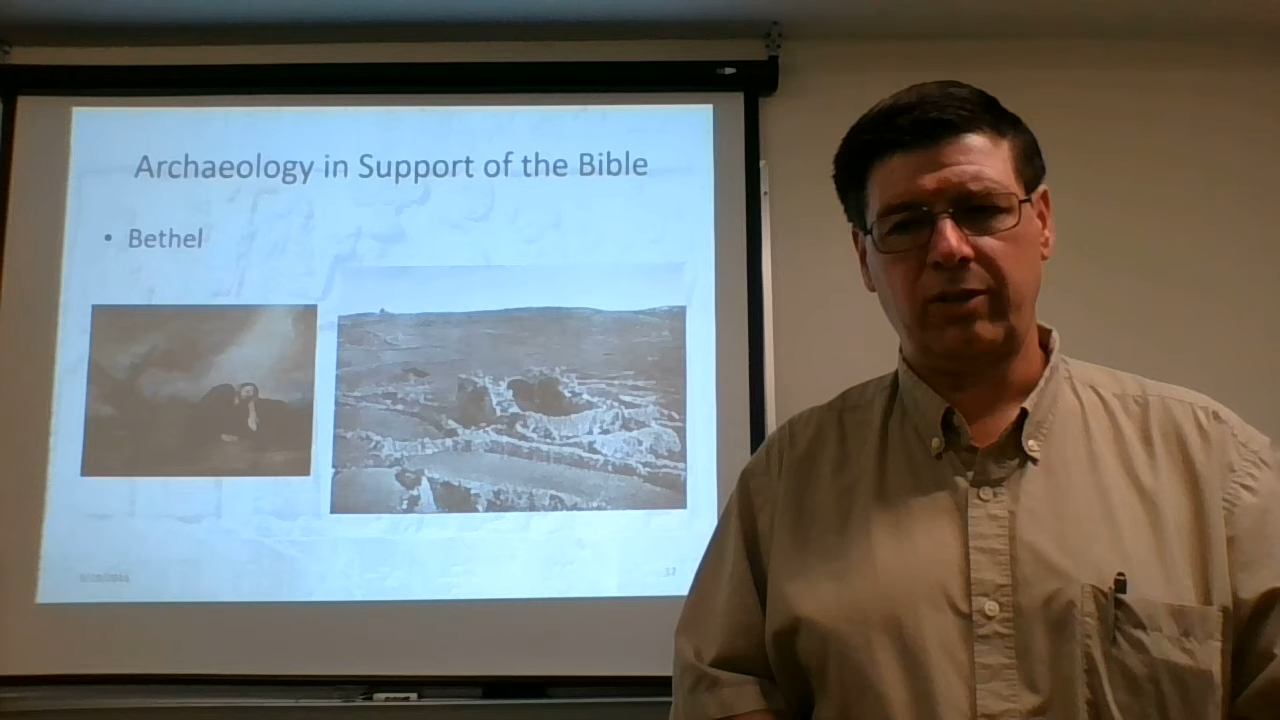 Archaeology in Support of the Bible
• Bethel